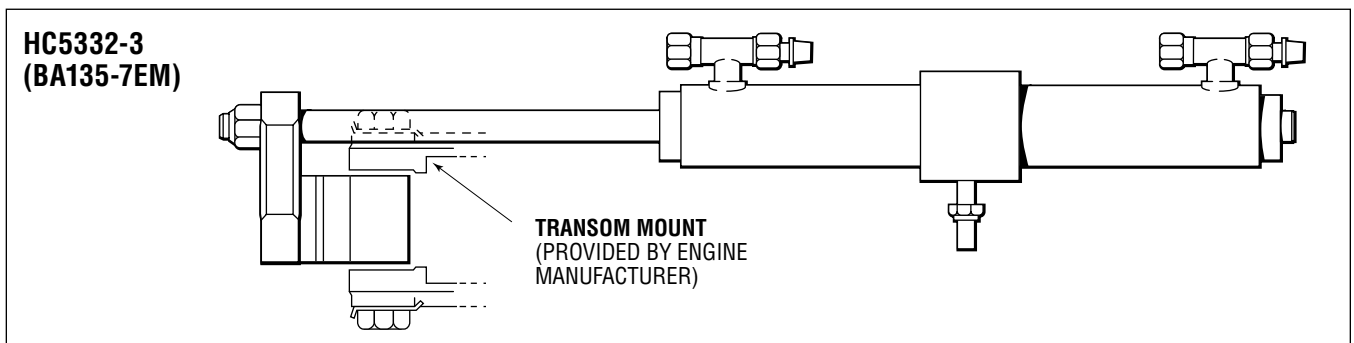 HC5332-3
(BA135-7EM)
TRANSOM MOUNT
(PROVIDED BY ENGINE
MANUFACTURER)